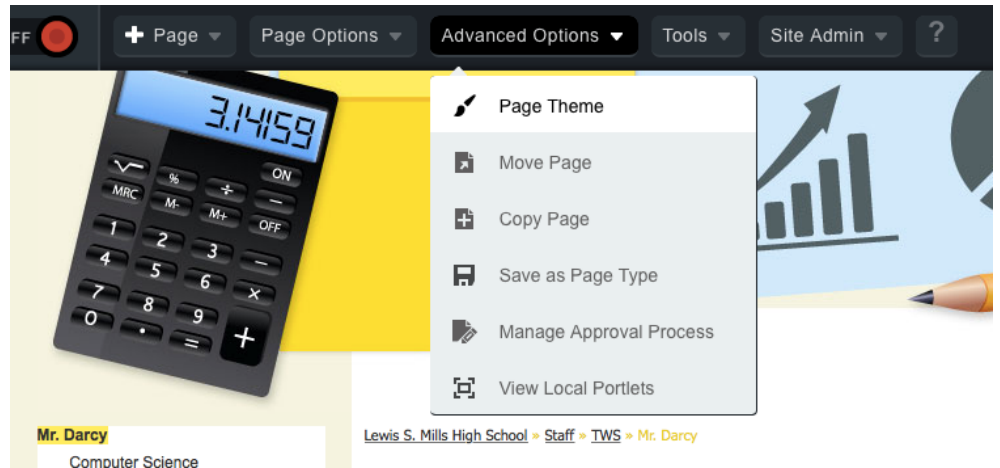 FF
+ Page
Page Options
Advanced Options
Tools
Site Admin
?
3.14159
Page Theme
Move Page
Copy Page
Save as Page Type
Manage Approval Process
View Local Portlets
√ % ÷ ON
MRC M- M+ − OFF
1 2 3 −
4 5 6 ×
7 8 9 +
0 . =
Mr. Darcy
Computer Science
Lewis S. Mills High School » Staff » TWS » Mr. Darcy